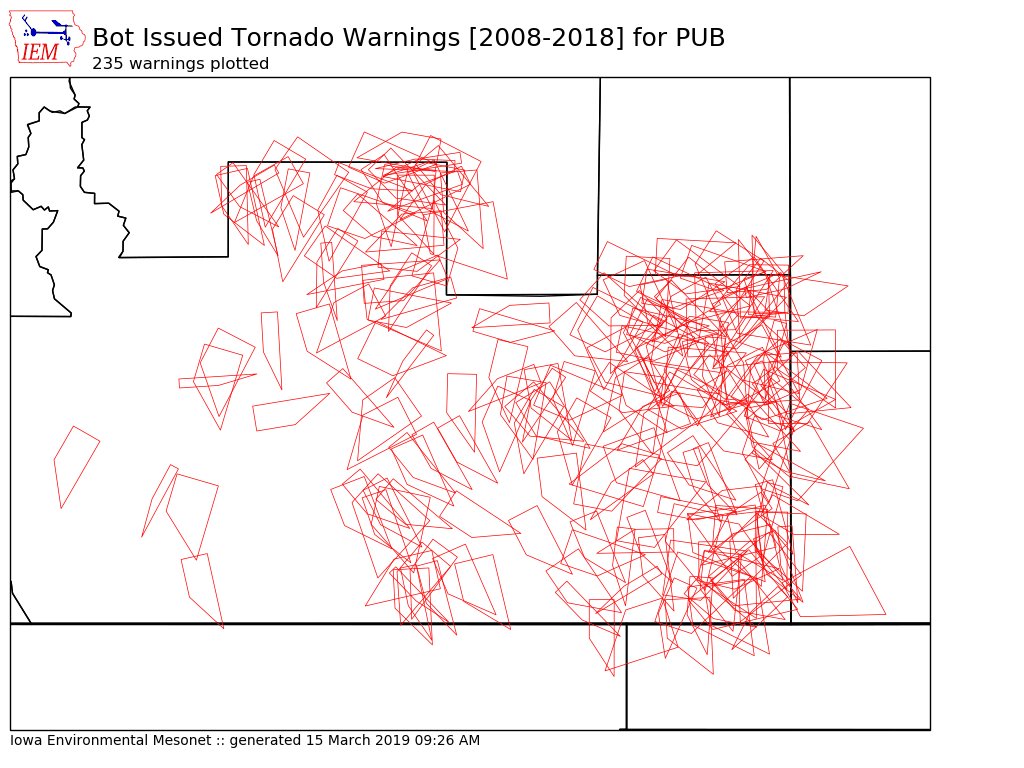 IEM
Bot Issued Tornado Warnings [2008-2018] for PUB
235 warnings plotted
Iowa Environmental Mesonet :: generated 15 March 2019 09:26 AM